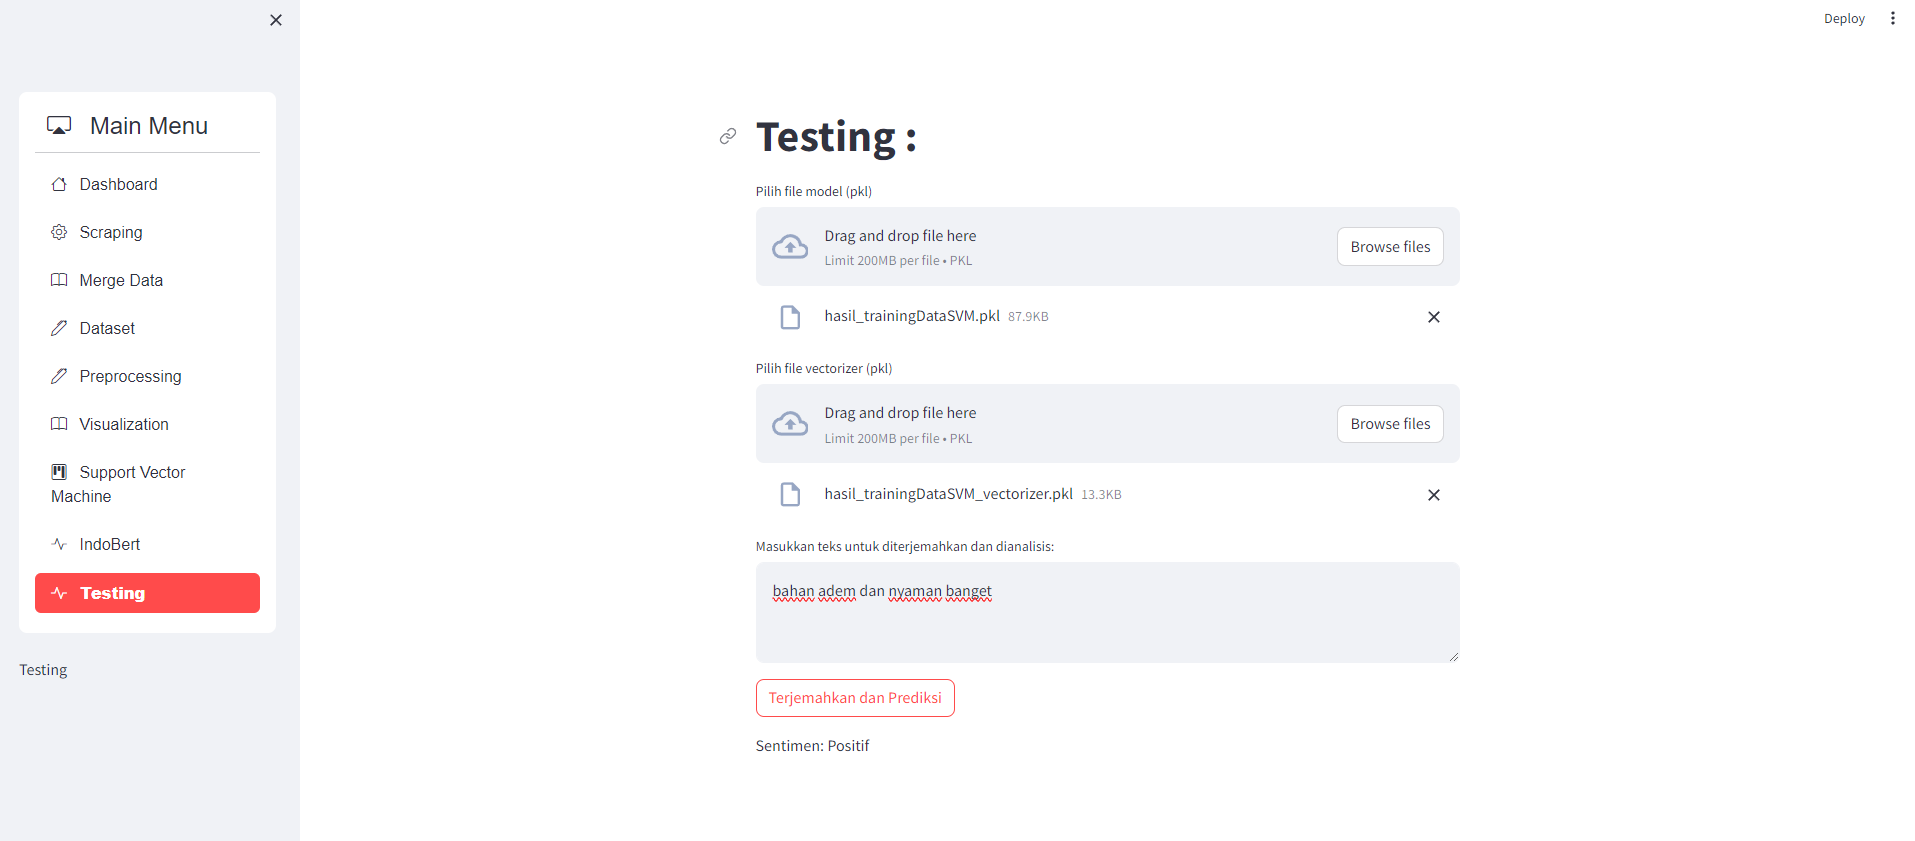 Deploy
Main Menu
Dashboard
Scraping
Merge Data
Dataset
Preprocessing
Visualization
Support Vector
Machine
IndoBert
Testing
Testing
Testing :
Pilih file model (pkl)
Drag and drop file here
Limit 200MB per file • PKL
Browse files
hasil_trainingDataSVM.pkl 87.9KB
Pilih file vectorizer (pkl)
Drag and drop file here
Limit 200MB per file • PKL
Browse files
hasil_trainingDataSVM_vectorizer.pkl 13.3KB
Masukkan teks untuk diterjemahkan dan dianalisis:
bahan adem dan nyaman banget
Terjemahkan dan Prediksi
Sentimen: Positif